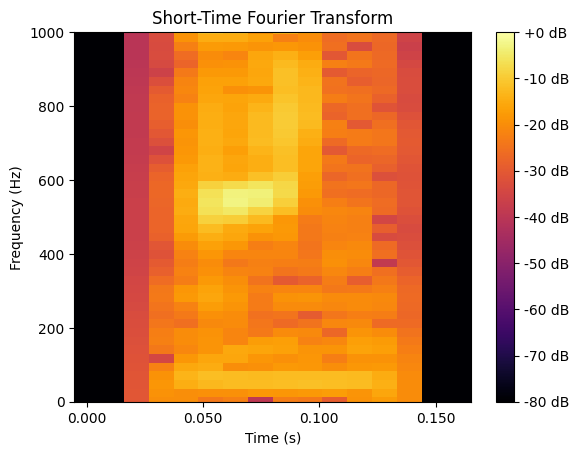 Short-Time Fourier Transform
Frequency (Hz)
1000
800
600
400
200
0
0.000
0.050
0.100
0.150
Time (s)
+0 dB
-10 dB
-20 dB
-30 dB
-40 dB
-50 dB
-60 dB
-70 dB
-80 dB